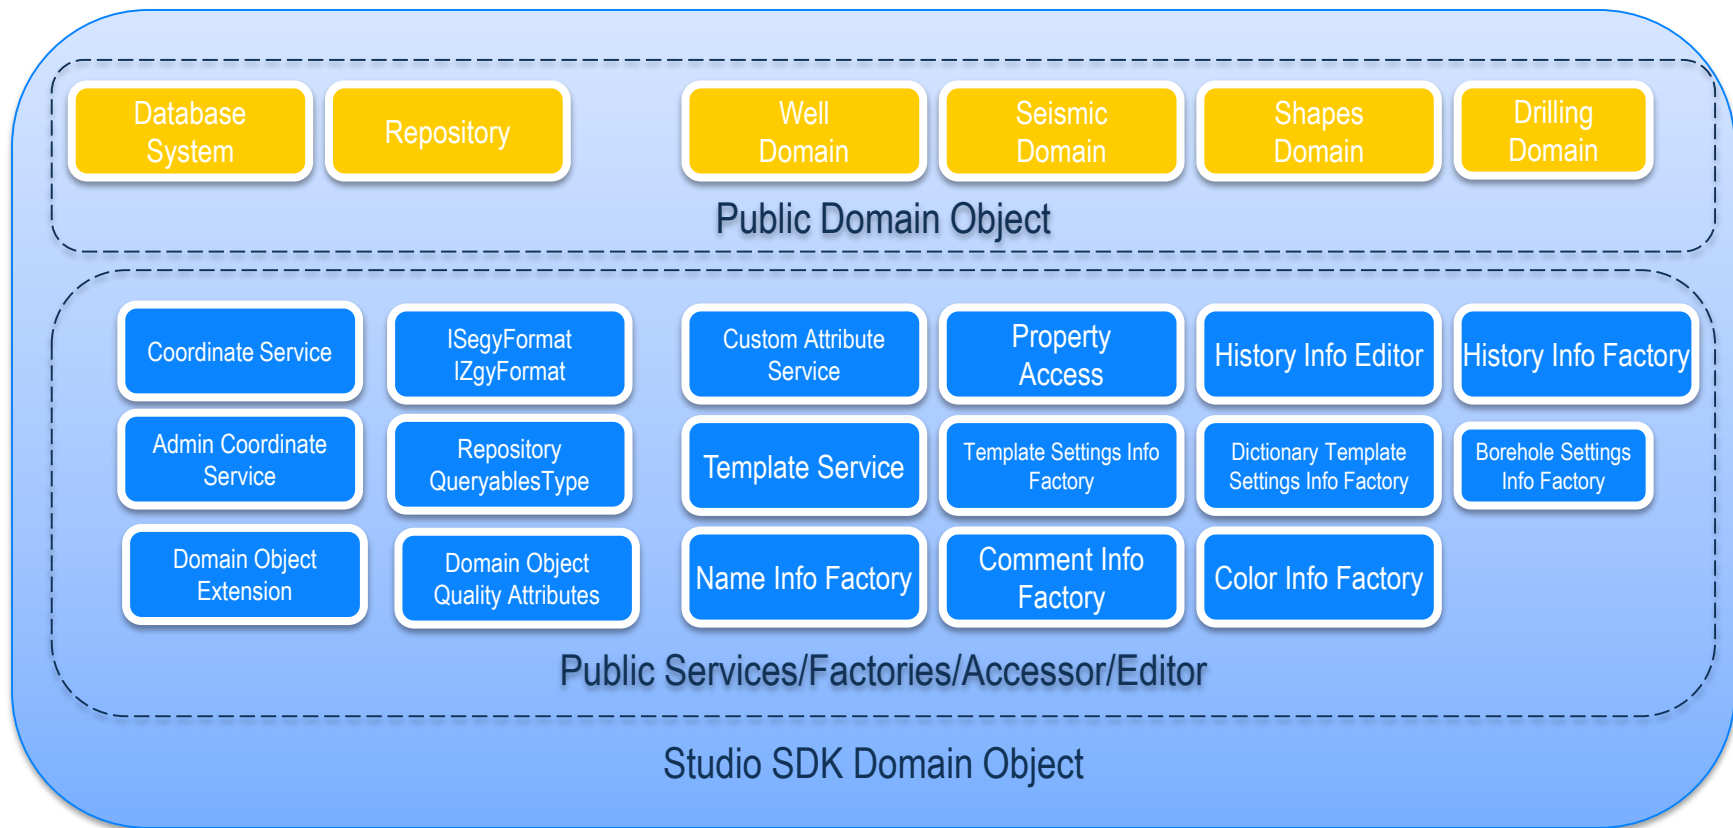 Database
System
Repository
Well
Domain
Seismic
Domain
Shapes
Domain
Drilling
Domain
Public Domain Object
Coordinate Service
ISegyFormat
IZgyFormat
Custom Attribute
Service
Property
Access
History Info Editor
History Info Factory
Admin Coordinate
Service
Repository
QueryablesType
Template Service
Template Settings Info
Factory
Dictionary Template
Settings Info Factory
Borehole Settings
Info Factory
Domain Object
Extension
Domain Object
Quality Attributes
Name Info Factory
Comment Info
Factory
Color Info Factory
Public Services/Factories/Accessor/Editor
Studio SDK Domain Object